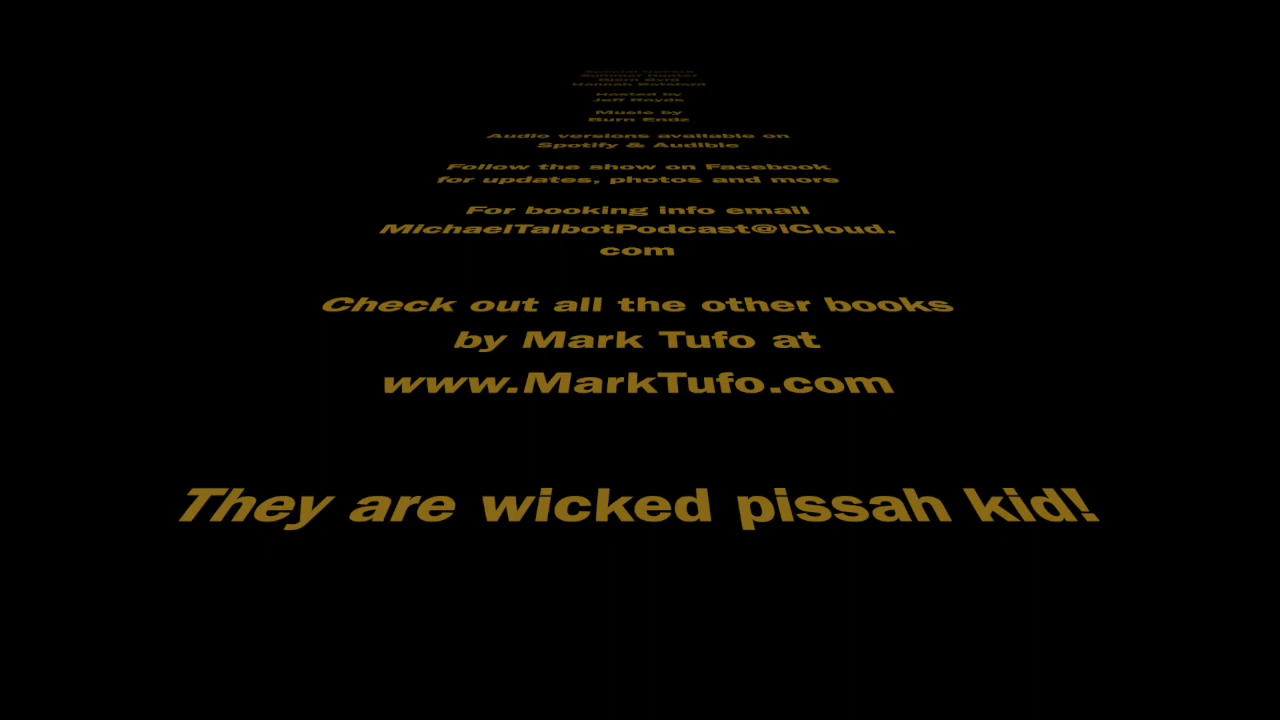 Hosted by
Jeff Royds
Music by
Burn Endz
Audio versions available on
Spotify & Audible
Follow the show on Facebook
for updates, photos and more
For booking info email
MichaelTalbotPodcast@iCloud.
com
Check out all the other books
by Mark Tufo at
www.MarkTufo.com
They are wicked pissah kid!